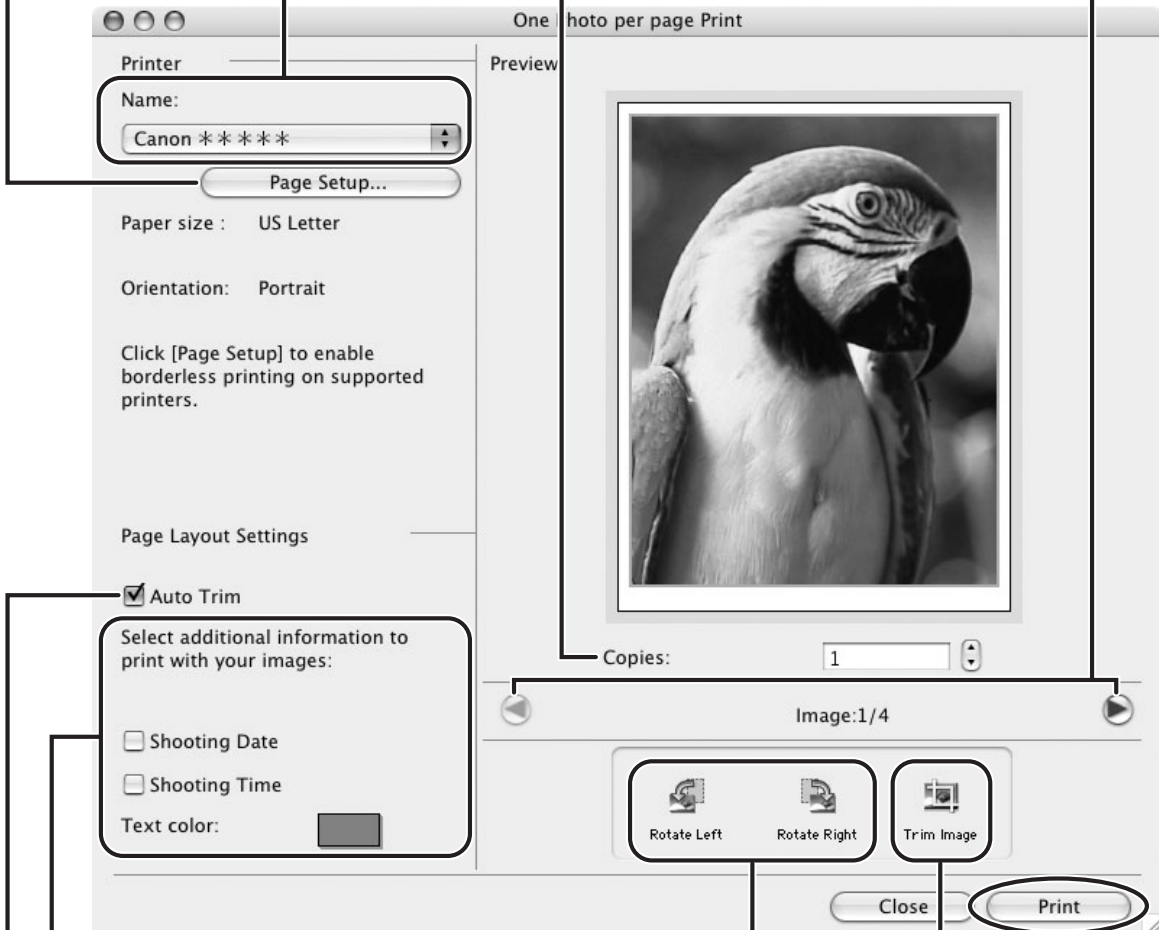 One Photo per page Print
Printer
Name:
Canon *****
Page Setup...
Paper size : US Letter
Orientation: Portrait
Click [Page Setup] to enable
borderless printing on supported
printers.
Page Layout Settings
Auto Trim
Select additional information to
print with your images:
Shooting Date
Shooting Time
Text color:
Preview
Copies: 1
Image:1/4
Rotate Left Rotate Right Trim Image
Close Print